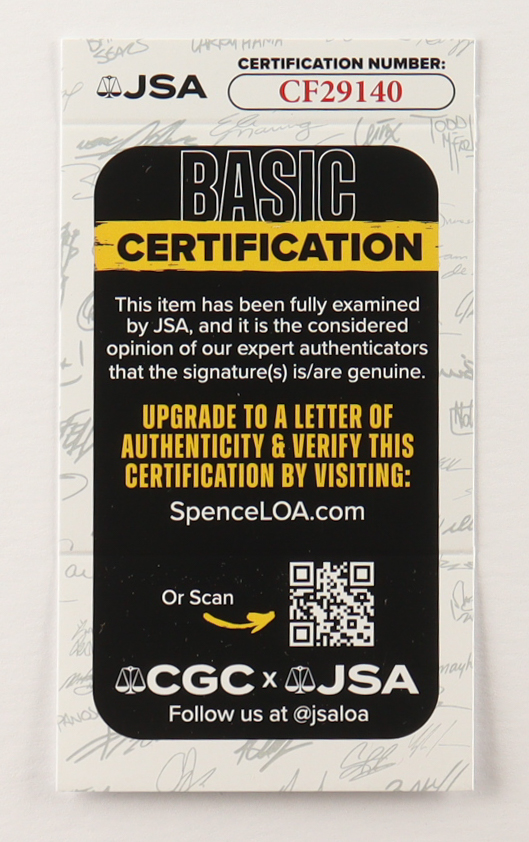 CERTIFICATION NUMBER:
JSA
CF29140
BASIC
CERTIFICATION
This item has been fully examined
by JSA, and it is the considered
opinion of our expert authenticators
that the signature(s) is/are genuine.
UPGRADE TO A LETTER OF
AUTHENTICITY & VERIFY THIS
CERTIFICATION BY VISITING:
SpenceLOA.com
Or Scan
CGC x JSA
Follow us at @jsaloa